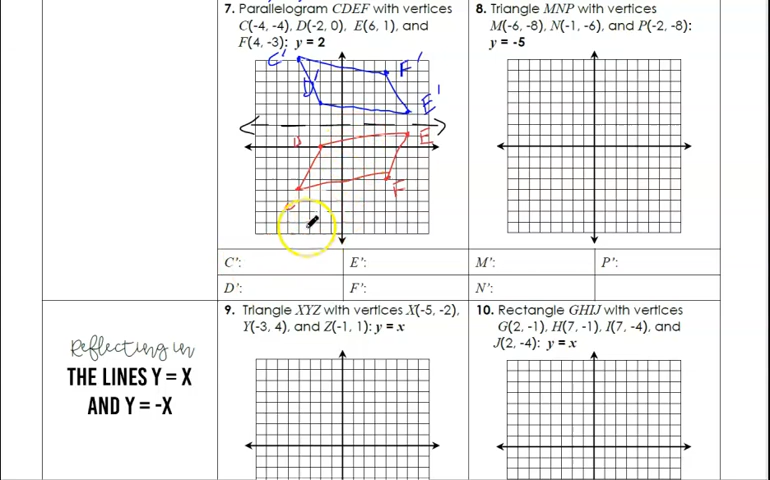 7. Parallelogram CDEF with vertices
C(-4, -4), D(-2, 0), E(6, 1), and
F(4, -3): y = 2
C'
F'
D'
E'
D
E
F
C
C':
E':
D':
F':
8. Triangle MNP with vertices
M(-6, -8), N(-1, -6), and P(-2, -8):
y = -5
M':
P':
N':
Reflecting in
THE LINES Y = X
AND Y = -X
9. Triangle XYZ with vertices X(-5, -2),
Y(-3, 4), and Z(-1, 1): y = x
10. Rectangle GHIJ with vertices
G(2, -1), H(7, -1), I(7, -4), and
J(2, -4): y = x